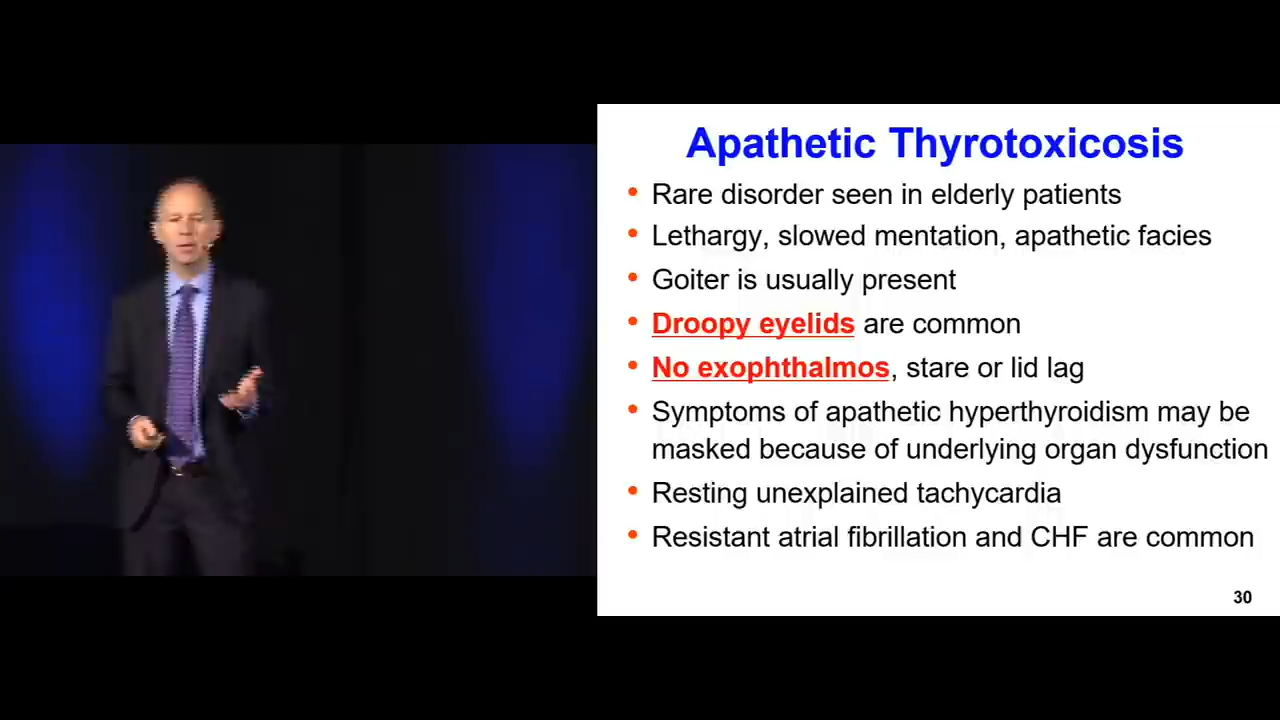 Apathetic Thyrotoxicosis
• Rare disorder seen in elderly patients
• Lethargy, slowed mentation, apathetic facies
• Goiter is usually present
• Droopy eyelids are common
• No exophthalmos, stare or lid lag
• Symptoms of apathetic hyperthyroidism may be
masked because of underlying organ dysfunction
• Resting unexplained tachycardia
• Resistant atrial fibrillation and CHF are common
30